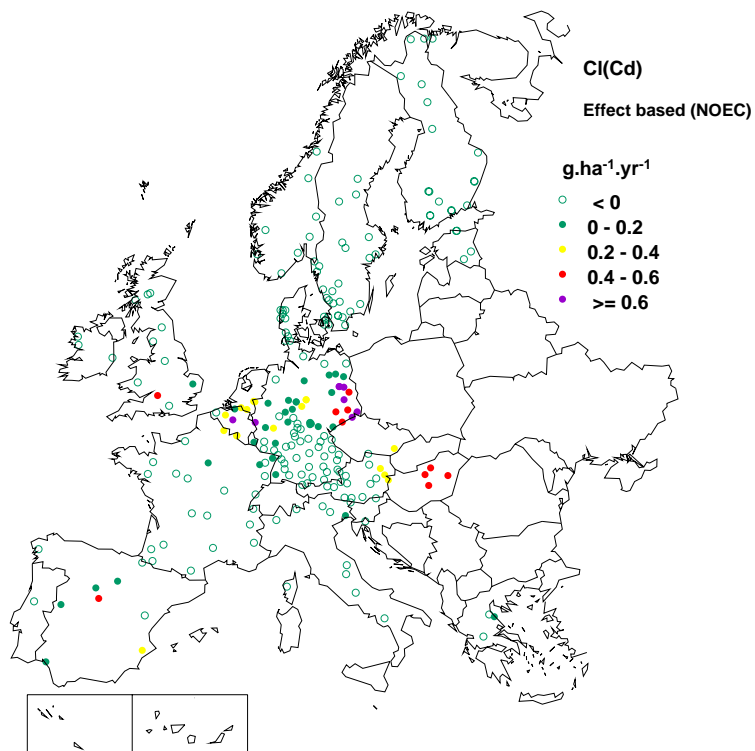 Cl(Cd)
Effect based (NOEC)
g.ha⁻¹.yr⁻¹
< 0
0 - 0.2
0.2 - 0.4
0.4 - 0.6
>= 0.6